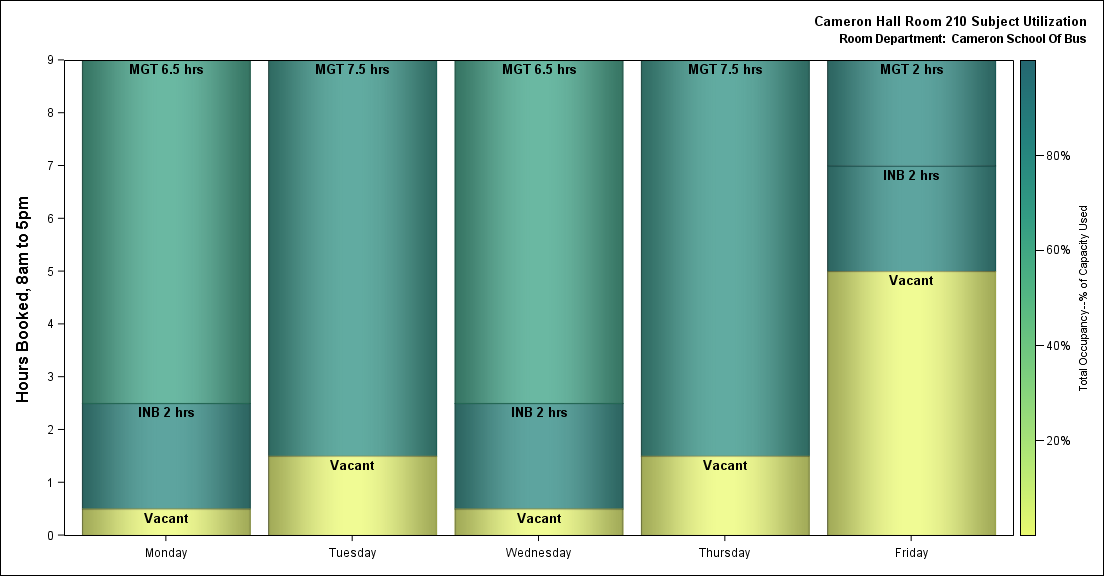 Cameron Hall Room 210 Subject Utilization
Room Department: Cameron School Of Bus
Hours Booked, 8am to 5pm
9
8
7
6
5
4
3
2
1
0
MGT 6.5 hrs
INB 2 hrs
Vacant
MGT 7.5 hrs
Vacant
MGT 6.5 hrs
INB 2 hrs
Vacant
MGT 7.5 hrs
Vacant
MGT 2 hrs
INB 2 hrs
Vacant
Monday
Tuesday
Wednesday
Thursday
Friday
80%
60%
40%
20%
Total Occupancy--% of Capacity Used